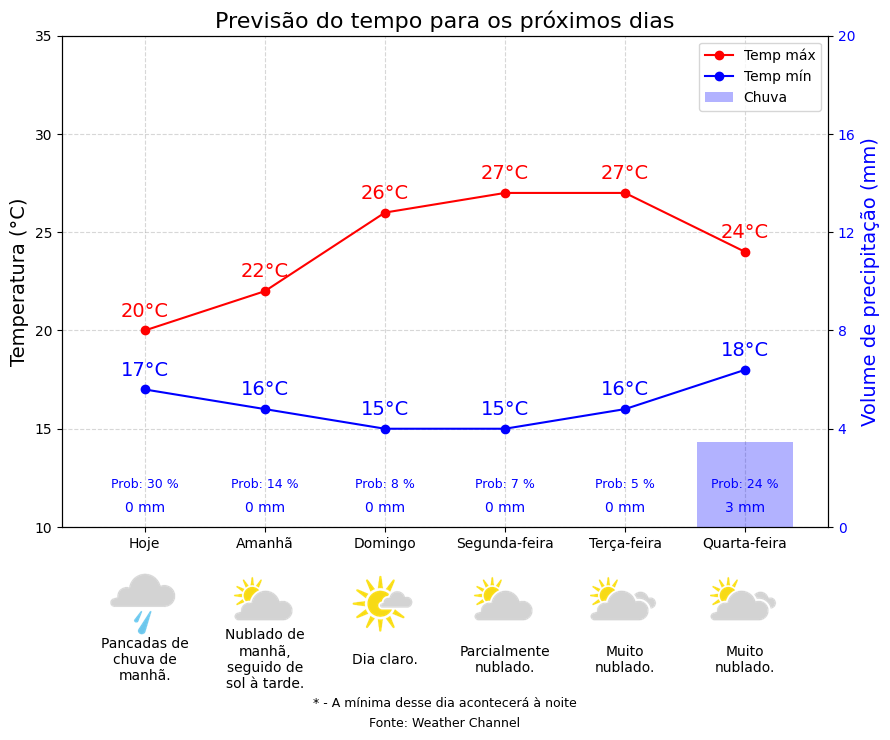 Previsão do tempo para os próximos dias
Temperatura (°C)
Volume de precipitação (mm)
35
30
25
20
15
10
20
16
12
8
4
0
Temp máx
Temp mín
Chuva
20°C
22°C
26°C
27°C
27°C
24°C
17°C
16°C
15°C
15°C
16°C
18°C
Prob: 30 %
Prob: 14 %
Prob: 8 %
Prob: 7 %
Prob: 5 %
Prob: 24 %
0 mm
0 mm
0 mm
0 mm
0 mm
3 mm
Hoje
Amanhã
Domingo
Segunda-feira
Terça-feira
Quarta-feira
Pancadas de
chuva de
manhã.
Nublado de
manhã,
seguido de
sol à tarde.
Dia claro.
Parcialmente
nublado.
Muito
nublado.
Muito
nublado.
* - A mínima desse dia acontecerá à noite
Fonte: Weather Channel